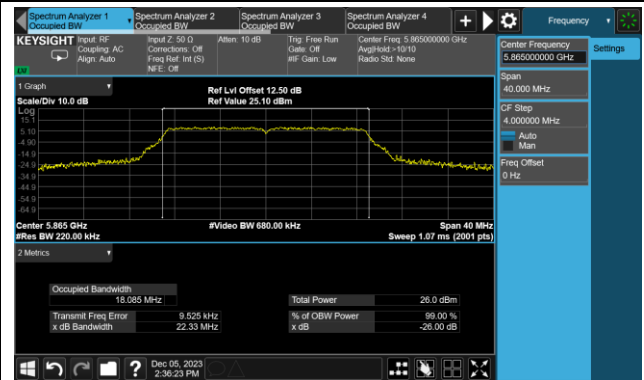 Spectrum Analyzer 1
Occupied BW
Spectrum Analyzer 2
Occupied BW
Spectrum Analyzer 3
Occupied BW
Spectrum Analyzer 4
Occupied BW
Frequency
KEYSIGHT
Input: RF
Coupling: AC
Align: Auto
Input Z: 50 Ω
Corrections: Off
Freq Ref: Int (S)
NFE: Off
Atten: 10 dB
Trig: Free Run
Gate: Off
#IF Gain: Low
Center Freq: 5.865000000 GHz
Avg|Hold:>10/10
Radio Std: None
1 Graph
Scale/Div 10.0 dB
Ref Lvl Offset 12.50 dB
Ref Value 25.10 dBm
Log
15.1
5.10
-4.90
-14.9
-24.9
-34.9
-44.9
-54.9
-64.9
Center 5.865 GHz
#Res BW 220.00 kHz
#Video BW 680.00 kHz
Span 40 MHz
Sweep 1.07 ms (2001 pts)
2 Metrics
Occupied Bandwidth
18.085 MHz
Transmit Freq Error 9.525 kHz
x dB Bandwidth 22.33 MHz
Total Power 26.0 dBm
% of OBW Power 99.00 %
x dB -26.00 dB
Center Frequency
5.865000000 GHz
Settings
Span
40.000 MHz
CF Step
4.000000 MHz
Auto
Man
Freq Offset
0 Hz
Dec 05, 2023
2:36:23 PM